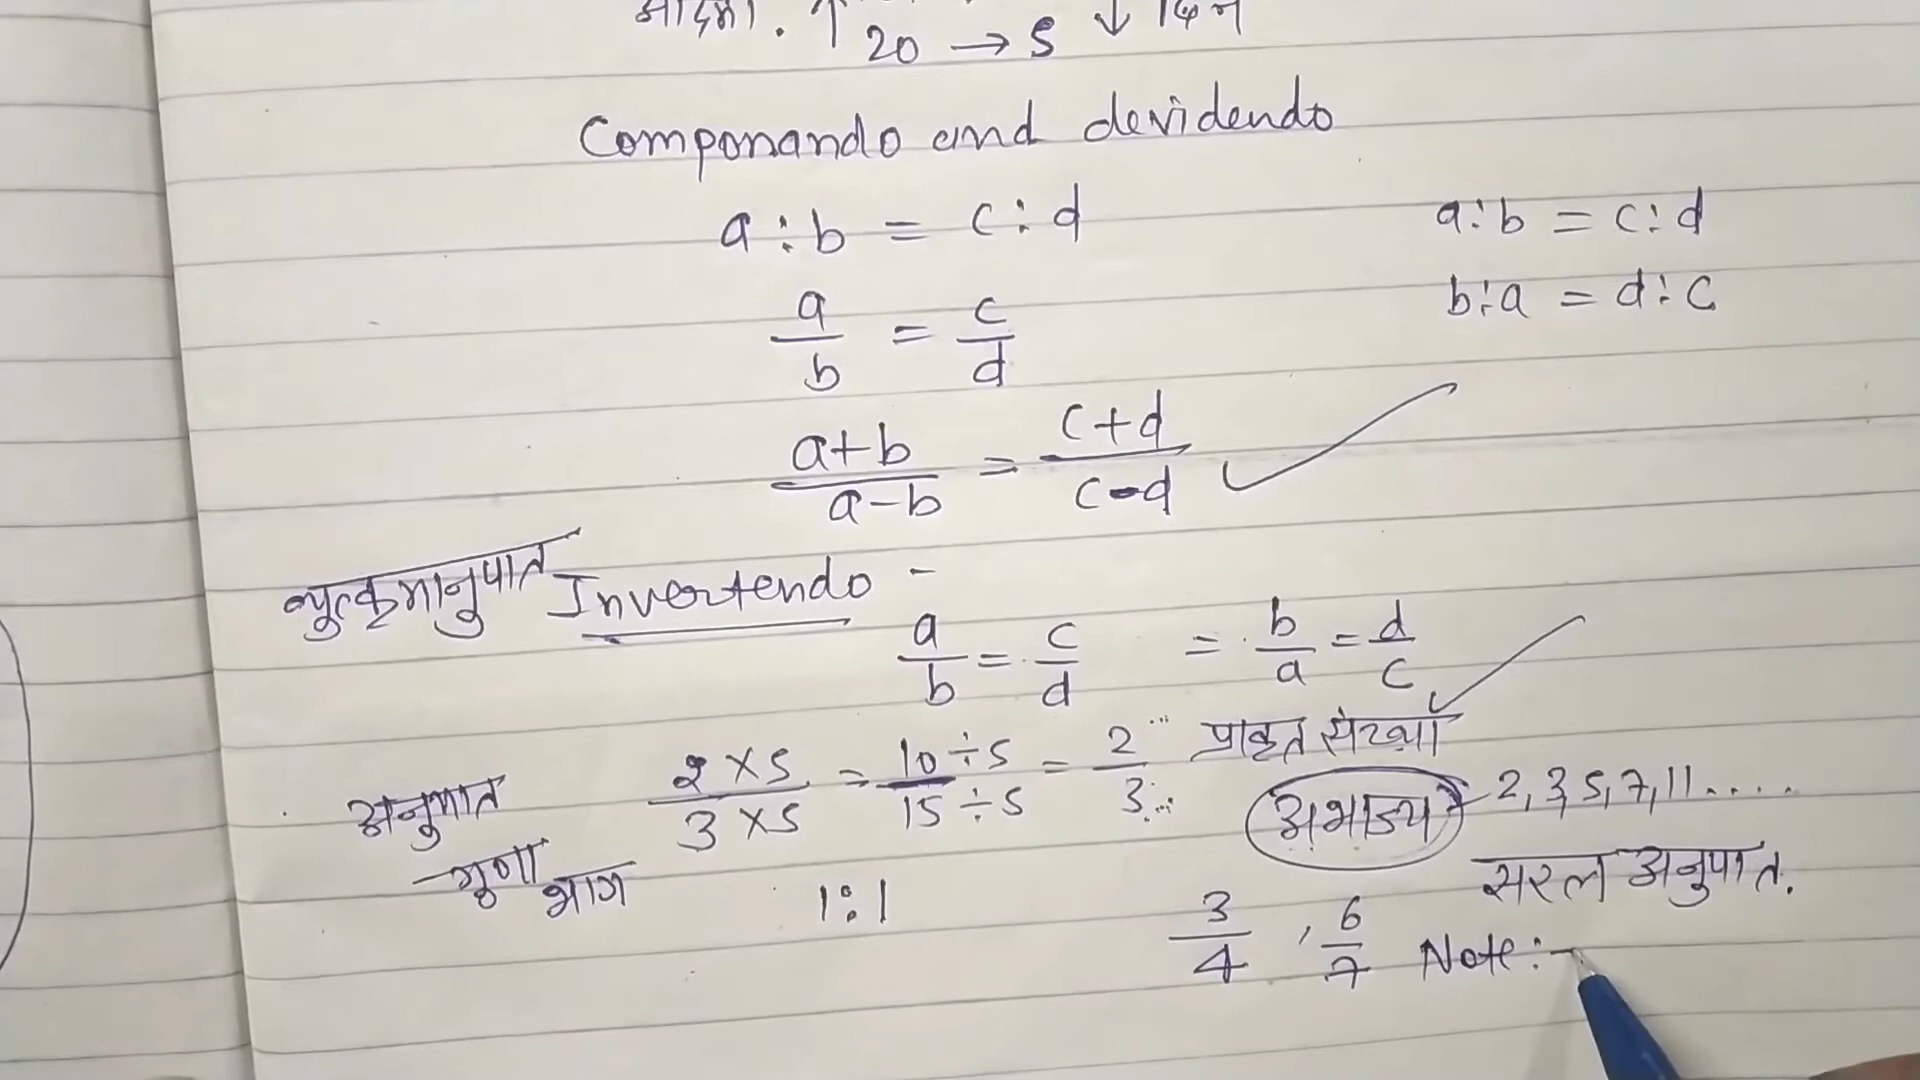 आदमी. ↑ 20 → 5 ↓ दिन
Componando and devidendo
a : b = c : d
a:b = c:d
b:a = d:c
a/b = c/d
a+b/a-b = c+d/c-d
व्युत्क्रमानुपात Invertendo -
a/b = c/d = b/a = d/c
अनुपात 2×5/3×5 = 10÷5/15÷5 = 2/3 प्राकृत संख्या
अभाज्य 2,3,5,7,11.....
गुणा भाग 1:1 सरल अनुपात.
3/4, 6/7 Note:-